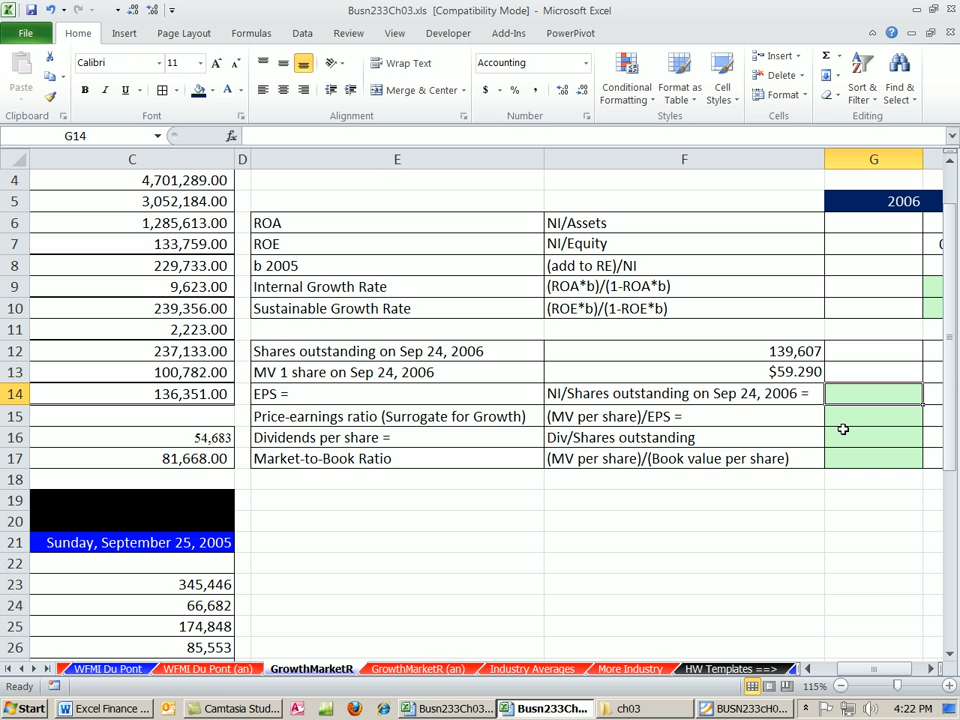 Busn233Ch03.xls [Compatibility Mode] - Microsoft Excel
File Home Insert Page Layout Formulas Data Review View Developer Add-Ins PowerPivot
Calibri 11 Wrap Text Accounting Conditional Formatting Format as Table Cell Styles Insert Delete Format Sort & Filter Find & Select
Paste B I U Merge & Center $ % ,
Clipboard Font Alignment Number Styles Cells Editing
G14 fx
C D E F G
4 4,701,289.00
5 3,052,184.00 2006
6 1,285,613.00 ROA NI/Assets
7 133,759.00 ROE NI/Equity
8 229,733.00 b 2005 (add to RE)/NI
9 9,623.00 Internal Growth Rate (ROA*b)/(1-ROA*b)
10 239,356.00 Sustainable Growth Rate (ROE*b)/(1-ROE*b)
11 2,223.00
12 237,133.00 Shares outstanding on Sep 24, 2006 139,607
13 100,782.00 MV 1 share on Sep 24, 2006 $59.290
14 136,351.00 EPS = NI/Shares outstanding on Sep 24, 2006 =
15 Price-earnings ratio (Surrogate for Growth) (MV per share)/EPS =
16 54,683 Dividends per share = Div/Shares outstanding
17 81,668.00 Market-to-Book Ratio (MV per share)/(Book value per share)
18
19
20
21 Sunday, September 25, 2005
22
23 345,446
24 66,682
25 174,848
26 85,553
WFMI Du Pont WFMI Du Pont (an) GrowthMarketR GrowthMarketR (an) Industry Averages More Industry HW Templates ==>
Ready 115%
Start Excel Finance ... Camtasia Stud... Busn233Ch03... Busn233Ch... ch03 Busn233cH0... 4:22 PM